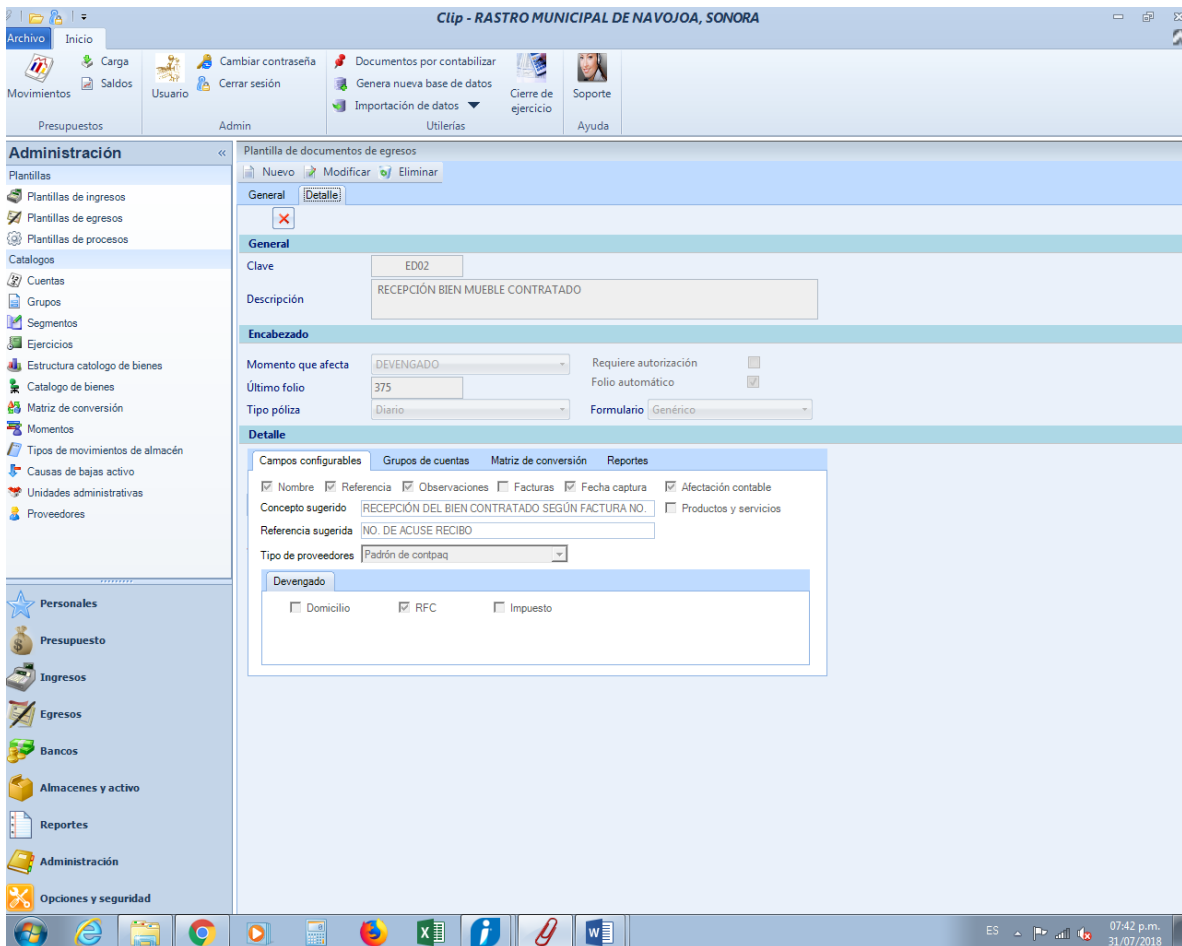 Clip - RASTRO MUNICIPAL DE NAVOJOA, SONORA
Archivo Inicio
Movimientos
Carga
Saldos
Presupuestos
Usuario
Cambiar contraseña
Cerrar sesión
Admin
Documentos por contabilizar
Genera nueva base de datos
Importación de datos
Cierre de
ejercicio
Utilerías
Soporte
Ayuda
Administración «
Plantillas
Plantillas de ingresos
Plantillas de egresos
Plantillas de procesos
Catalogos
Cuentas
Grupos
Segmentos
Ejercicios
Estructura catologo de bienes
Catalogo de bienes
Matriz de conversión
Momentos
Tipos de movimientos de almacén
Causas de bajas activo
Unidades administrativas
Proveedores
Personales
Presupuesto
Ingresos
Egresos
Bancos
Almacenes y activo
Reportes
Administración
Opciones y seguridad
Plantilla de documentos de egresos
Nuevo Modificar Eliminar
General Detalle
General
Clave ED02
Descripción RECEPCIÓN BIEN MUEBLE CONTRATADO
Encabezado
Momento que afecta DEVENGADO Requiere autorización
Último folio 375 Folio automático
Tipo póliza Diario Formulario Genérico
Detalle
Campos configurables Grupos de cuentas Matriz de conversión Reportes
Nombre Referencia Observaciones Facturas Fecha captura Afectación contable
Concepto sugerido RECEPCIÓN DEL BIEN CONTRATADO SEGÚN FACTURA NO. Productos y servicios
Referencia sugerida NO. DE ACUSE RECIBO
Tipo de proveedores Padrón de contpaq
Devengado
Domicilio RFC Impuesto
ES 07:42 p.m.
31/07/2018